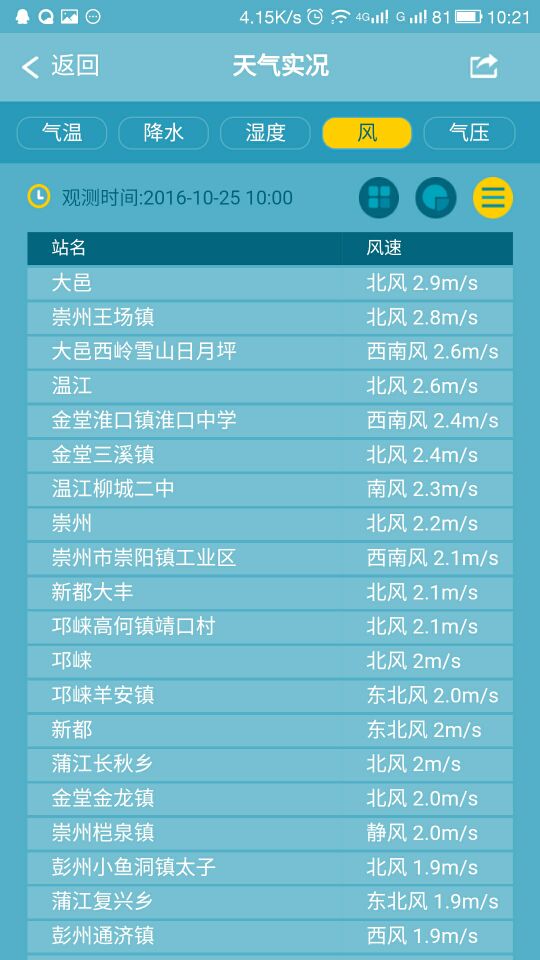 4.15K/s 4G G 81 10:21
返回 天气实况
气温 降水 湿度 风 气压
观测时间:2016-10-25 10:00
站名 风速
大邑 北风 2.9m/s
崇州王场镇 北风 2.8m/s
大邑西岭雪山日月坪 西南风 2.6m/s
温江 北风 2.6m/s
金堂淮口镇淮口中学 西南风 2.4m/s
金堂三溪镇 北风 2.4m/s
温江柳城二中 南风 2.3m/s
崇州 北风 2.2m/s
崇州市崇阳镇工业区 西南风 2.1m/s
新都大丰 北风 2.1m/s
邛崃高何镇靖口村 北风 2.1m/s
邛崃 北风 2m/s
邛崃羊安镇 东北风 2.0m/s
新都 东北风 2m/s
蒲江长秋乡 北风 2m/s
金堂金龙镇 北风 2.0m/s
崇州桤泉镇 静风 2.0m/s
彭州小鱼洞镇太子 北风 1.9m/s
蒲江复兴乡 东北风 1.9m/s
彭州通济镇 西风 1.9m/s